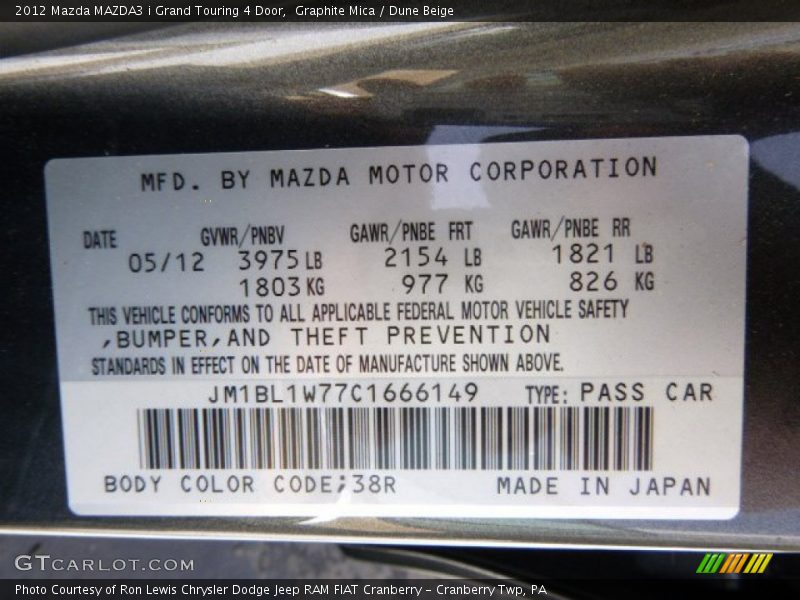 2012 Mazda MAZDA3 i Grand Touring 4 Door,  Graphite Mica / Dune Beige
MFD. BY MAZDA MOTOR CORPORATION
DATE GVWR/PNBV GAWR/PNBE FRT GAWR/PNBE RR
05/12 3975 LB 2154 LB 1821 LB
1803 KG 977 KG 826 KG
THIS VEHICLE CONFORMS TO ALL APPLICABLE FEDERAL MOTOR VEHICLE SAFETY
,BUMPER,AND THEFT PREVENTION
STANDARDS IN EFFECT ON THE DATE OF MANUFACTURE SHOWN ABOVE.
JM1BL1W77C1666149 TYPE: PASS CAR
BODY COLOR CODE;38R MADE IN JAPAN
GTCARLOT.COM
Photo Courtesy of Ron Lewis Chrysler Dodge Jeep RAM FIAT Cranberry – Cranberry Twp, PA